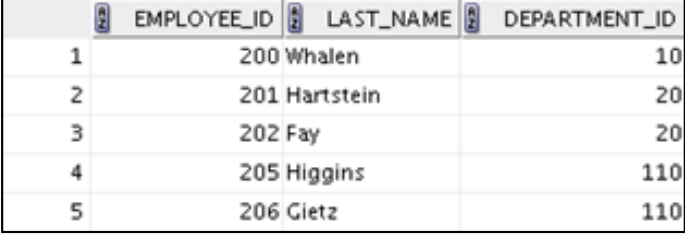 EMPLOYEE_ID LAST_NAME DEPARTMENT_ID
1 200 Whalen 10
2 201 Hartstein 20
3 202 Fay 20
4 205 Higgins 110
5 206 Gietz 110